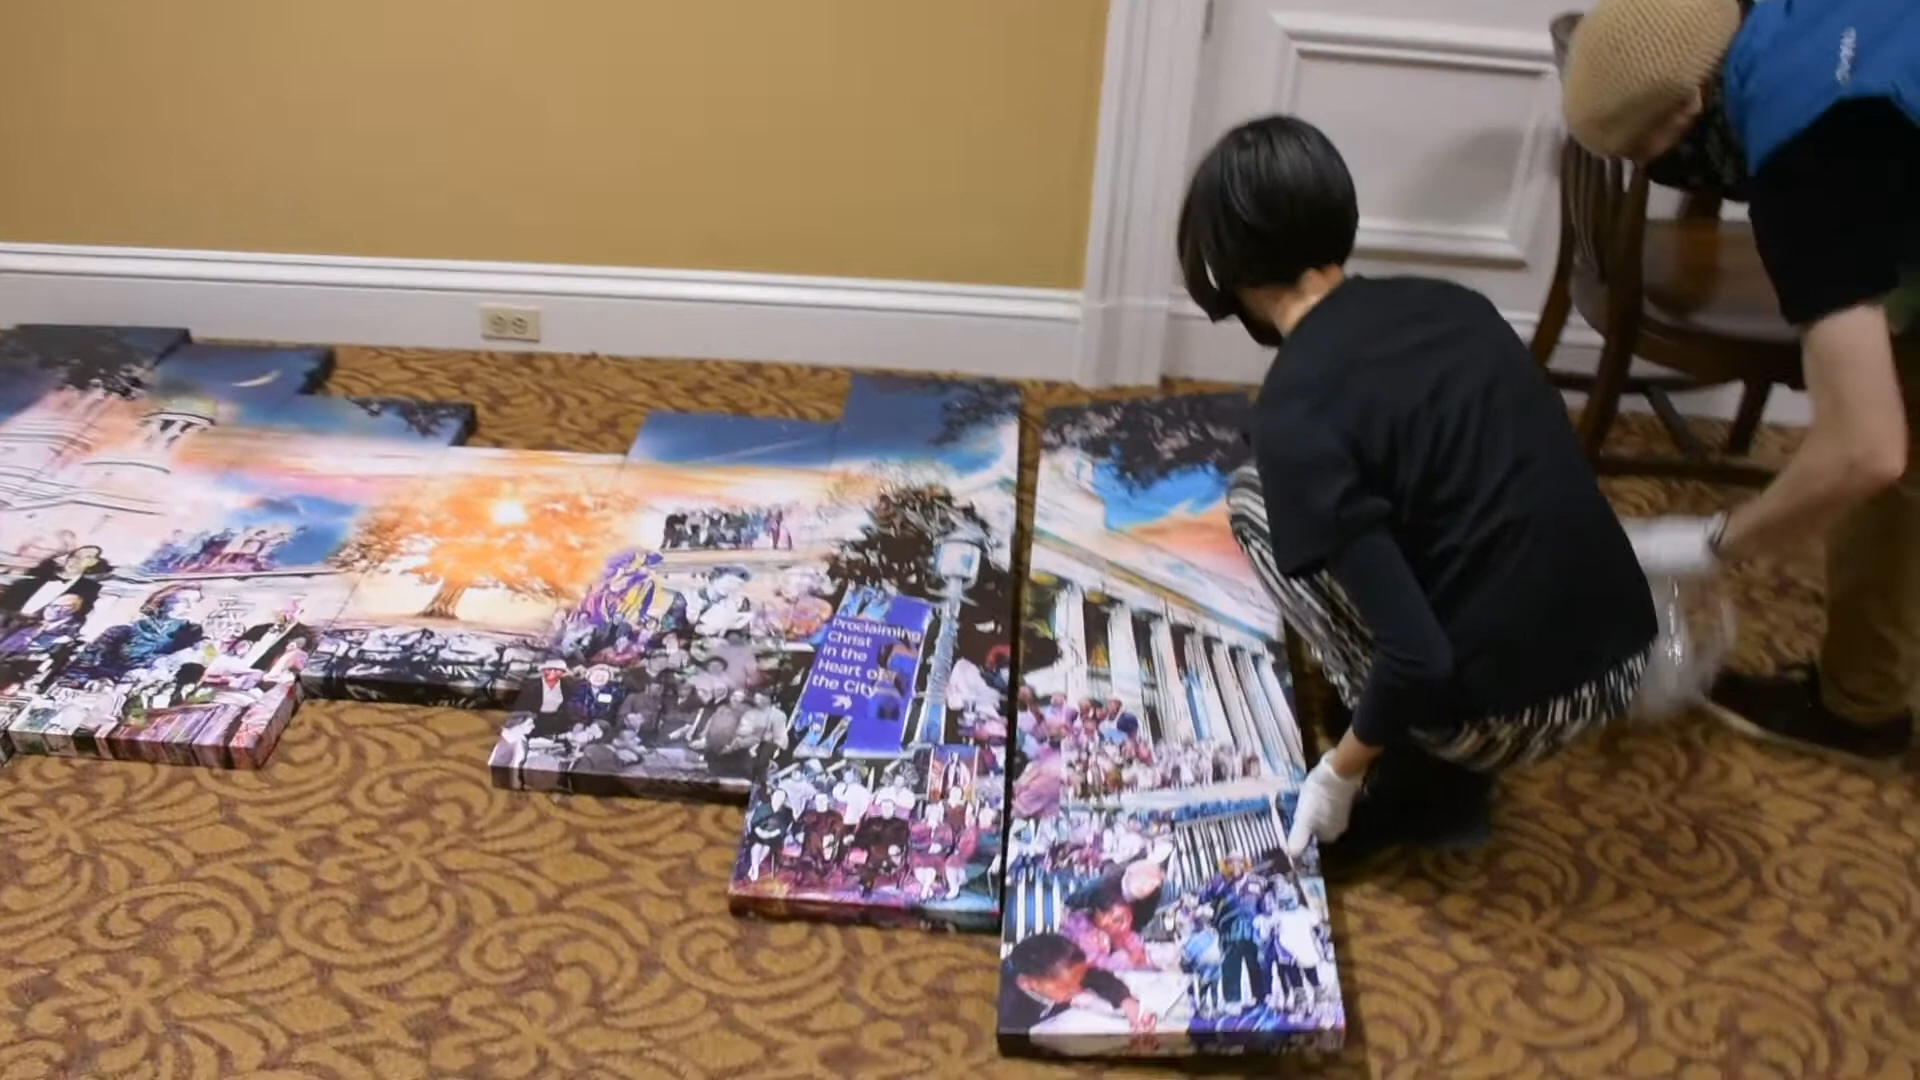 Proclaiming
Christ
in the
Heart of
the City